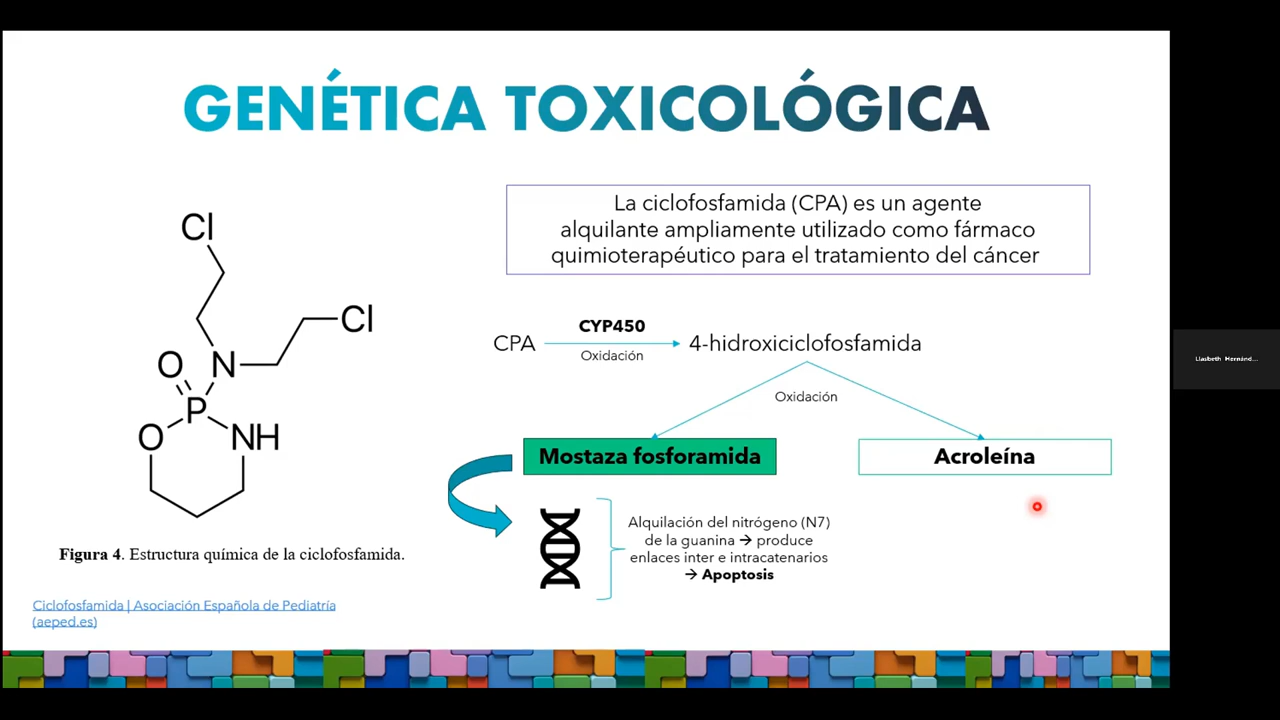 GENÉTICA TOXICOLÓGICA
Cl
Cl
O
N
P
O
NH
Figura 4. Estructura química de la ciclofosfamida.
Ciclofosfamida | Asociación Española de Pediatría
(aeped.es)
La ciclofosfamida (CPA) es un agente
alquilante ampliamente utilizado como fármaco
quimioterapéutico para el tratamiento del cáncer
CPA
CYP450
Oxidación
4-hidroxiciclofosfamida
Oxidación
Mostaza fosforamida
Acroleína
Alquilación del nitrógeno (N7)
de la guanina → produce
enlaces inter e intracatenarios
→ Apoptosis
Hernánd...